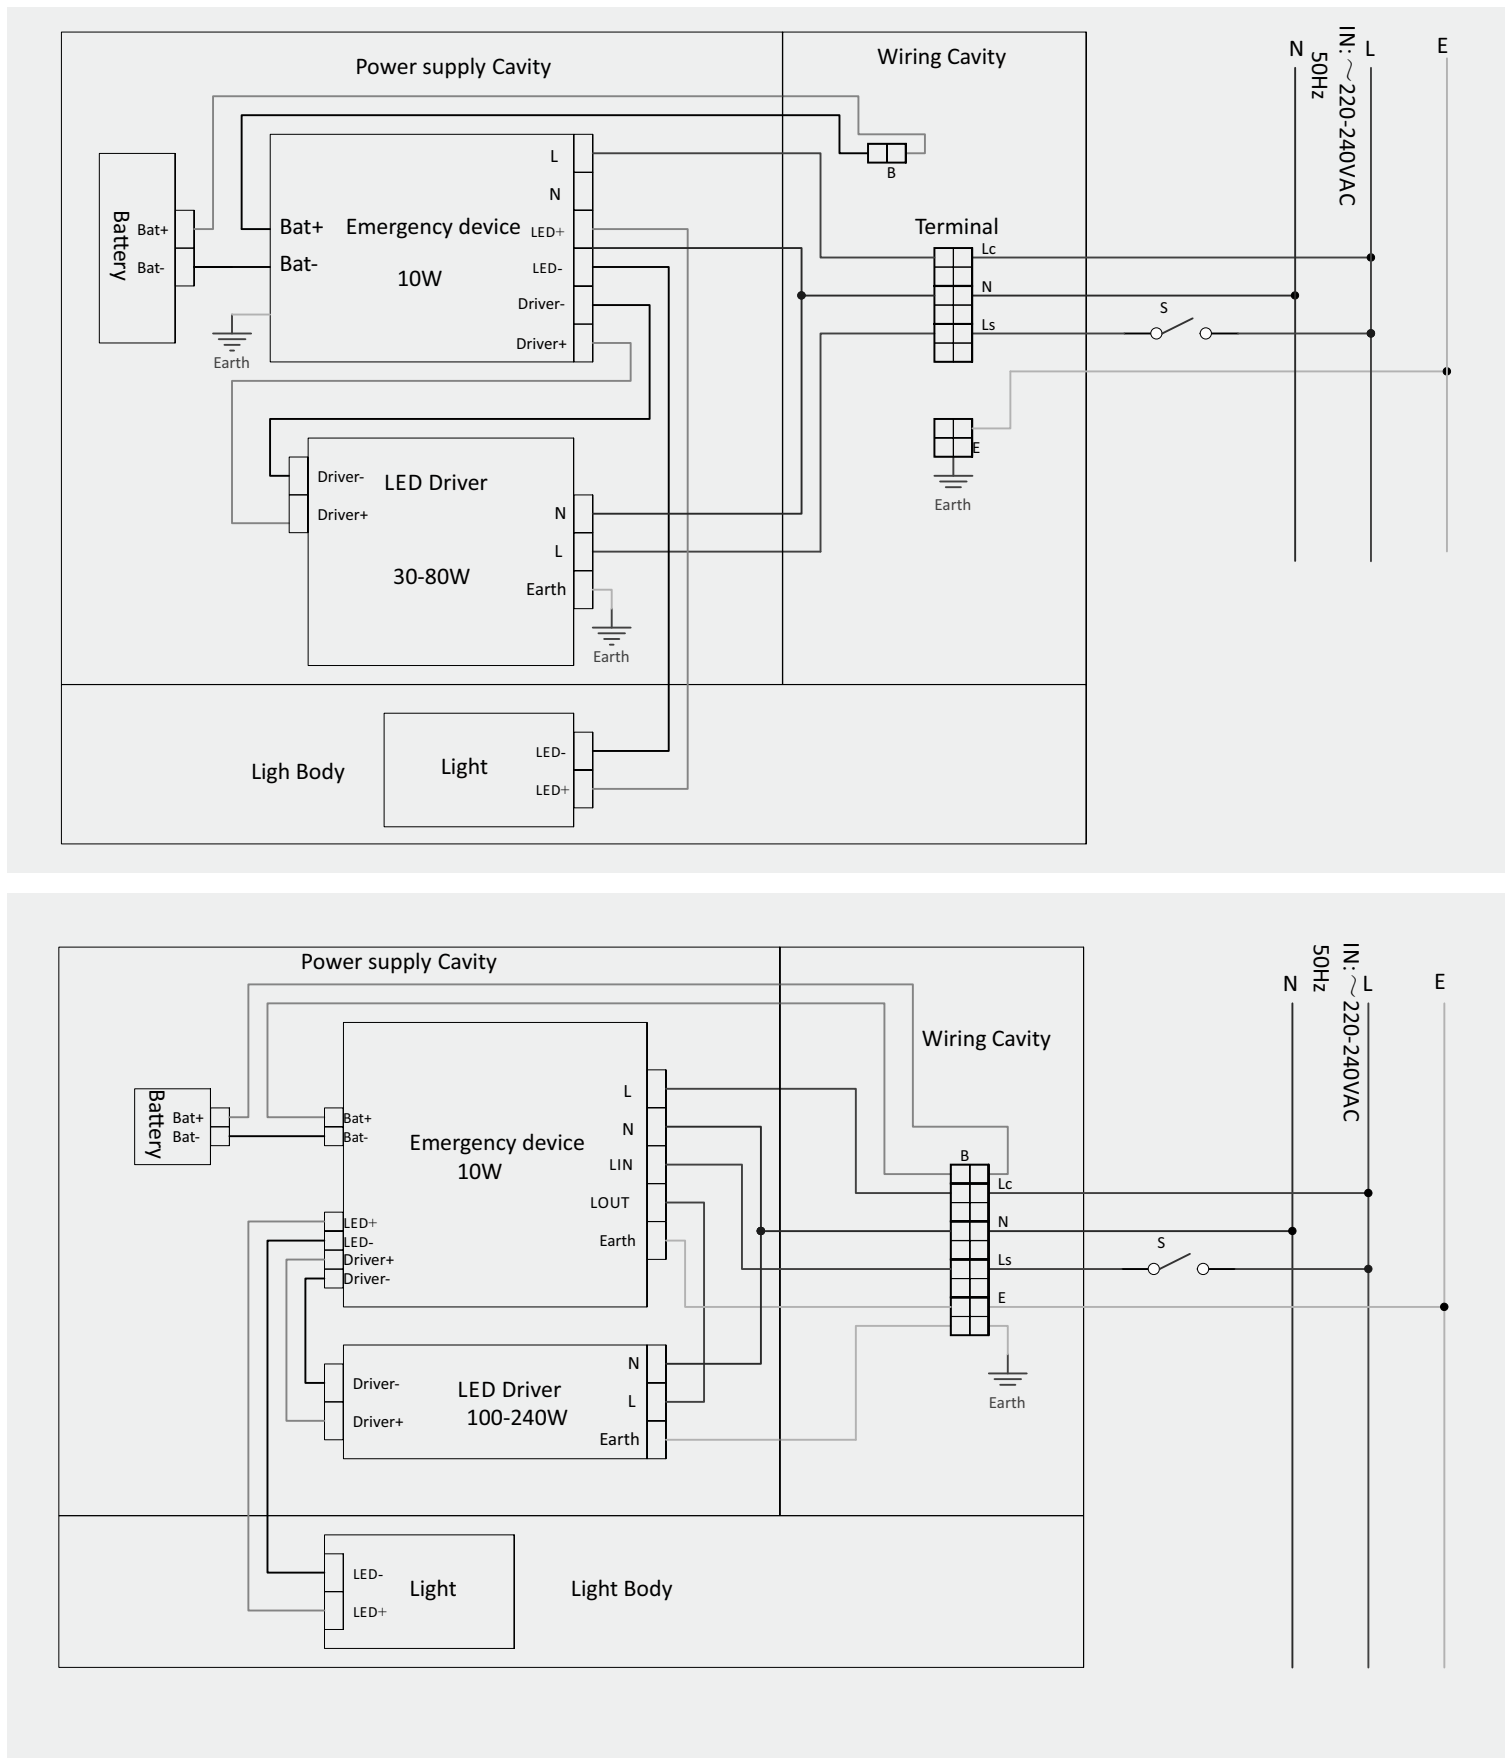 Power supply Cavity
Wiring Cavity
N
50Hz
IN: ～220-240VAC
L
E
B
Battery
Bat+
Bat-
Bat+
Bat-
Emergency device
10W
L
N
LED+
LED-
Driver-
Driver+
Earth
Terminal
Lc
N
Ls
S
E
Earth
Driver-
Driver+
LED Driver
30-80W
N
L
Earth
Earth
Ligh Body
Light
LED-
LED+
Power supply Cavity
Wiring Cavity
N
50Hz
IN: ～220-240VAC
L
E
Battery
Bat+
Bat-
Bat+
Bat-
Emergency device
10W
L
N
LIN
LOUT
Earth
LED+
LED-
Driver+
Driver-
B
Lc
N
Ls
S
E
Earth
Driver-
Driver+
LED Driver
100-240W
N
L
Earth
LED-
LED+
Light
Light Body